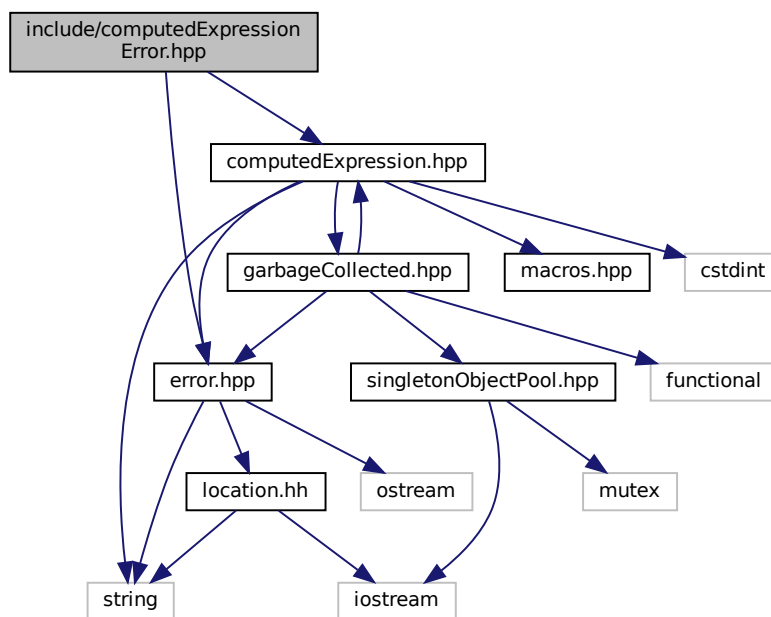 include/computedExpression
Error.hpp
computedExpression.hpp
garbageCollected.hpp
macros.hpp
cstdint
error.hpp
singletonObjectPool.hpp
functional
location.hh
ostream
mutex
string
iostream